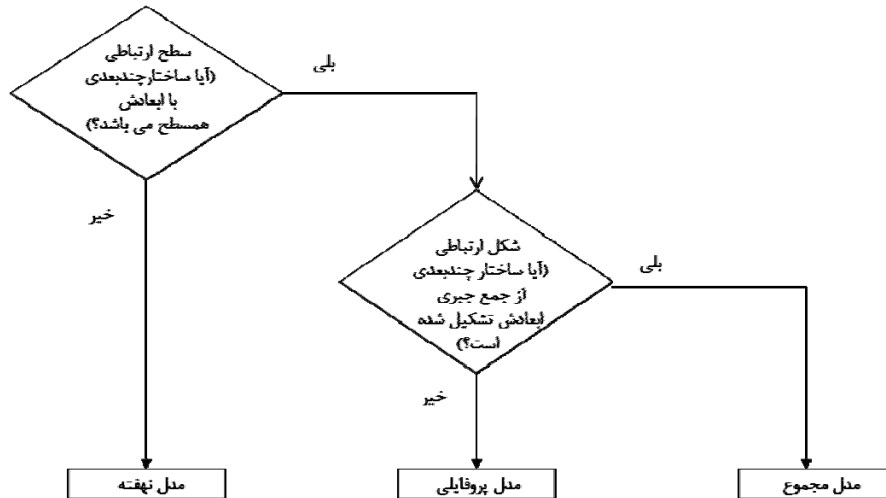 سطح ارتباطی
(آیا ساختارچندبعدی
با ابعادش
همسطح می باشد؟)
بلی
خیر
شکل ارتباطی
(آیا ساختار چندبعدی
از جمع جبری
ابعادش تشکیل شده
است؟)
بلی
خیر
مدل نهفته
مدل پروفایلی
مدل مجموع